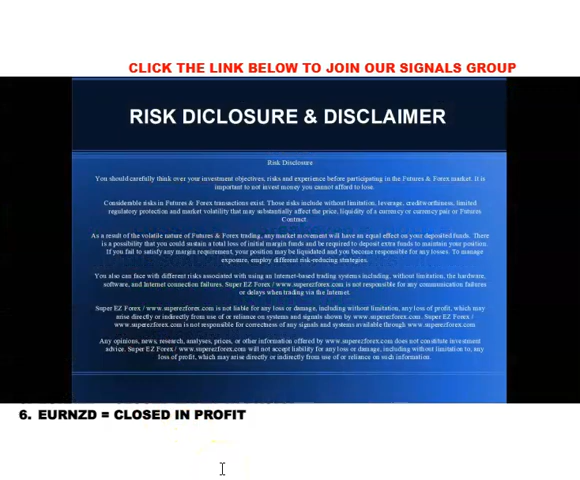 CLICK THE LINK BELOW TO JOIN OUR SIGNALS GROUP
RISK DICLOSURE & DISCLAIMER
Risk Disclosure
You should carefully think over your investment objectives, risks and experience before participating in the Futures & Forex market. It is
important to not invest money you cannot afford to loss.
Considerable risks in Futures & Forex transactions exist. Those risks include without limitation, leverage, creditworthiness, limited
regulatory protection and market volatility that may substantially affect the price, liquidity of a currency or currency pair or Futures
Contract.
As a result of the volatile nature of Futures & Forex trading, any market movement will have an equal effect on your deposited funds. There
is a possibility that you could sustain a total loss of initial margin funds and be required to deposit extra funds to maintain your position.
If you fail to satisfy any margin requirement, your position may be liquidated and you become responsible for any losses. To manage
exposure, employ different risk-reducing strategies.
You also can face with different risks associated with using an Internet-based trading systems including, without limitation, the hardware,
software, and Internet connection failures. Super EZ Forex / www.superezforex.com is not responsible for any communication failures
or delays when trading via the Internet.
Super EZ Forex / www.superezforex.com is not liable for any loss or damage, including without limitation, any loss of profit, which may
arise directly or indirectly from use of or reliance on systems and signals shown by www.superezforex.com . Super EZ Forex /
www.superezforex.com is not responsible for correctness of any signals and systems available through www.superezforex.com
Any opinions, news, research, analyses, prices, or other information offered by www.superezforex.com does not constitute investment
advice. Super EZ Forex / www.superezforex.com will not accept liability for any loss or damage, including without limitation to, any
loss of profit, which may arise directly or indirectly from use of or reliance on such information.
6. EURNZD = CLOSED IN PROFIT